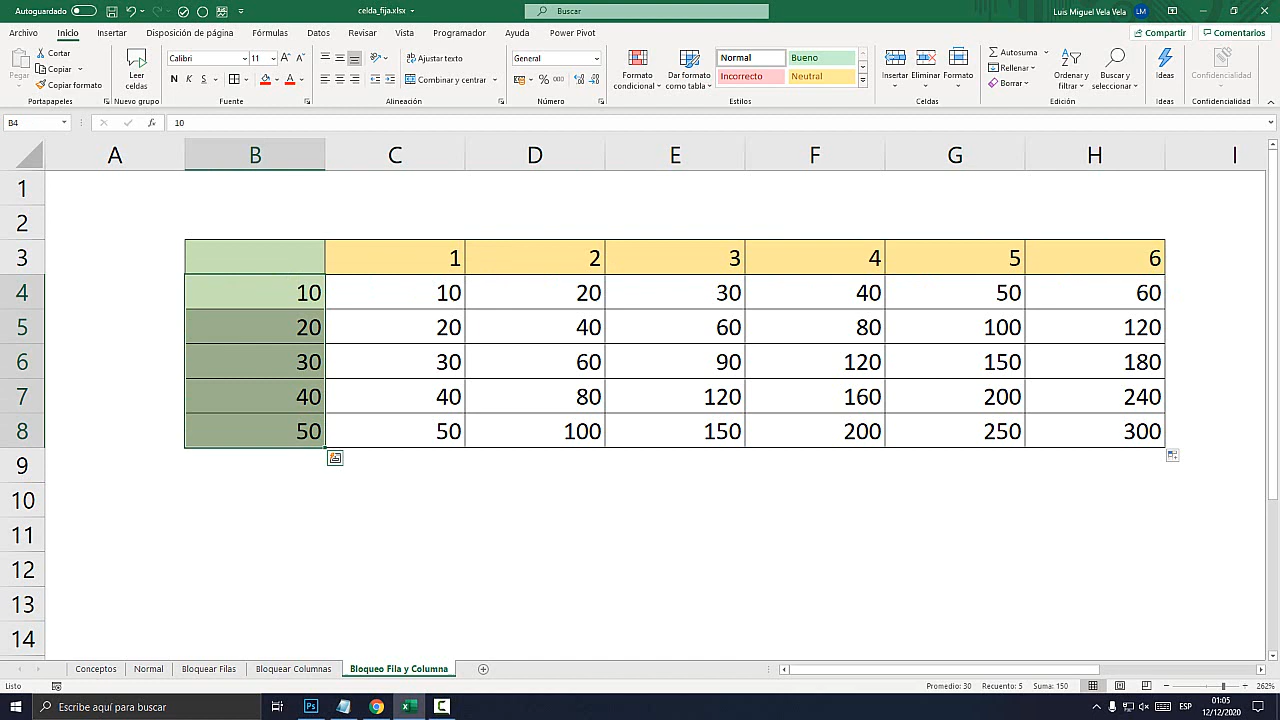 Autoguardado celda_fija.xlsx Buscar Luis Miguel Vela Vela LM
Archivo Inicio Insertar Disposición de página Fórmulas Datos Revisar Vista Programador Ayuda Power Pivot Compartir Comentarios
Pegar Cortar Copiar Copiar formato Leer celdas Calibri 11 Ajustar texto Combinar y centrar General Formato condicional Dar formato como tabla Normal Bueno Incorrecto Neutral Insertar Eliminar Formato Autosuma Rellenar Borrar Ordenar y filtrar Buscar y seleccionar Ideas Confidencialidad
N K S % 000
Portapapeles Nuevo grupo Fuente Alineación Número Estilos Celdas Edición Ideas Confidencialidad
B4 fx 10
A B C D E F G H I
1
2
3 1 2 3 4 5 6
4 10 10 20 30 40 50 60
5 20 20 40 60 80 100 120
6 30 30 60 90 120 150 180
7 40 40 80 120 160 200 240
8 50 50 100 150 200 250 300
9
10
11
12
13
14
Conceptos Normal Bloquear Filas Bloquear Columnas Bloqueo Fila y Columna
Listo Promedio: 30 Recuento: 5 Suma: 150 262%
Escribe aquí para buscar Ps ESP 01:05
12/12/2020